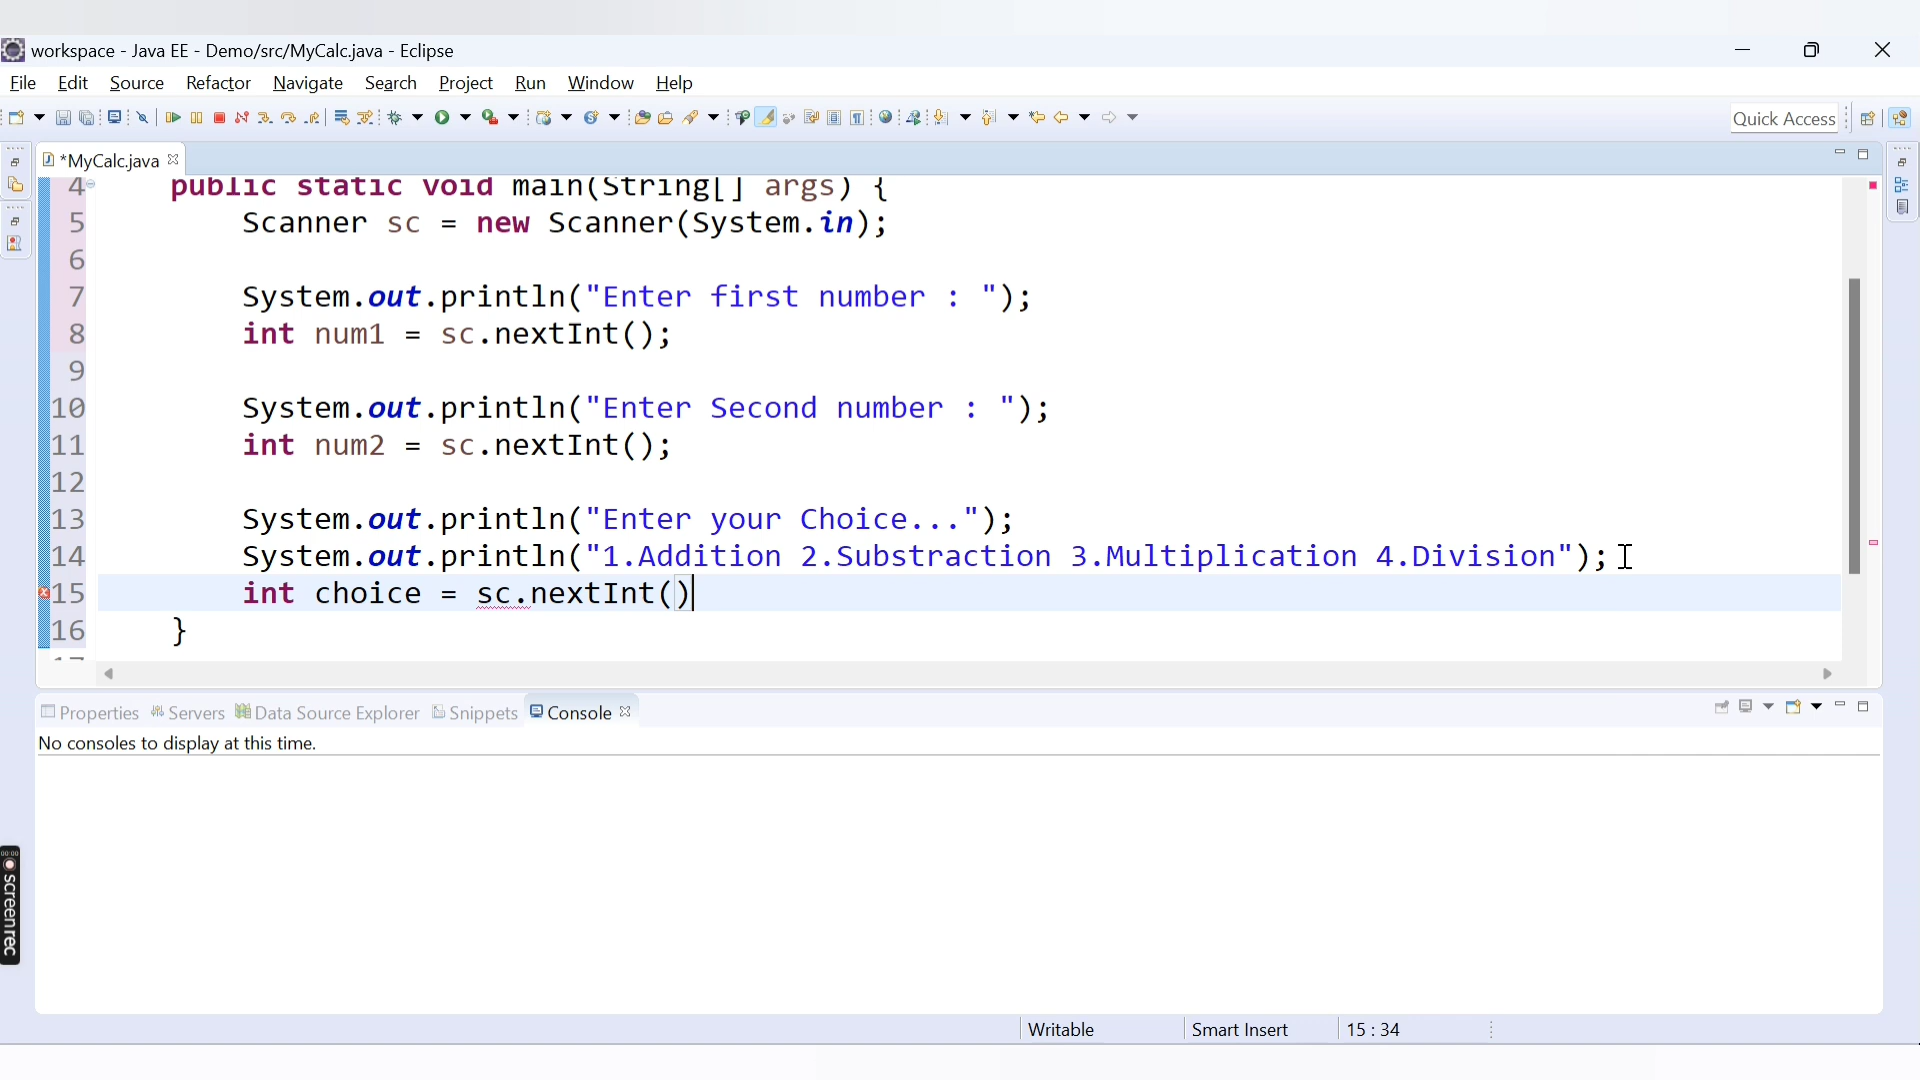 workspace - Java EE - Demo/src/MyCalc.java - Eclipse
File Edit Source Refactor Navigate Search Project Run Window Help
Quick Access
*MyCalc.java
4 public static void main(String[] args) {
5 Scanner sc = new Scanner(System.in);
6
7 System.out.println("Enter first number : ");
8 int num1 = sc.nextInt();
9
10 System.out.println("Enter Second number : ");
11 int num2 = sc.nextInt();
12
13 System.out.println("Enter your Choice...");
14 System.out.println("1.Addition 2.Substraction 3.Multiplication 4.Division");
15 int choice = sc.nextInt()
16 }
17
Properties Servers Data Source Explorer Snippets Console
No consoles to display at this time.
00:00
screenrec
Writable Smart Insert 15 : 34